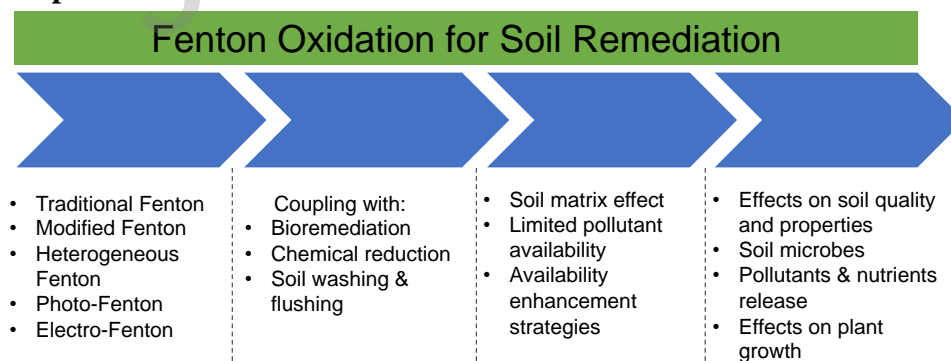 Fenton Oxidation for Soil Remediation
• Traditional Fenton
• Modified Fenton
• Heterogeneous
Fenton
• Photo-Fenton
• Electro-Fenton
Coupling with:
• Bioremediation
• Chemical reduction
• Soil washing &
flushing
• Soil matrix effect
• Limited pollutant
availability
• Availability
enhancement
strategies
• Effects on soil quality
and properties
• Soil microbes
• Pollutants & nutrients
release
• Effects on plant
growth